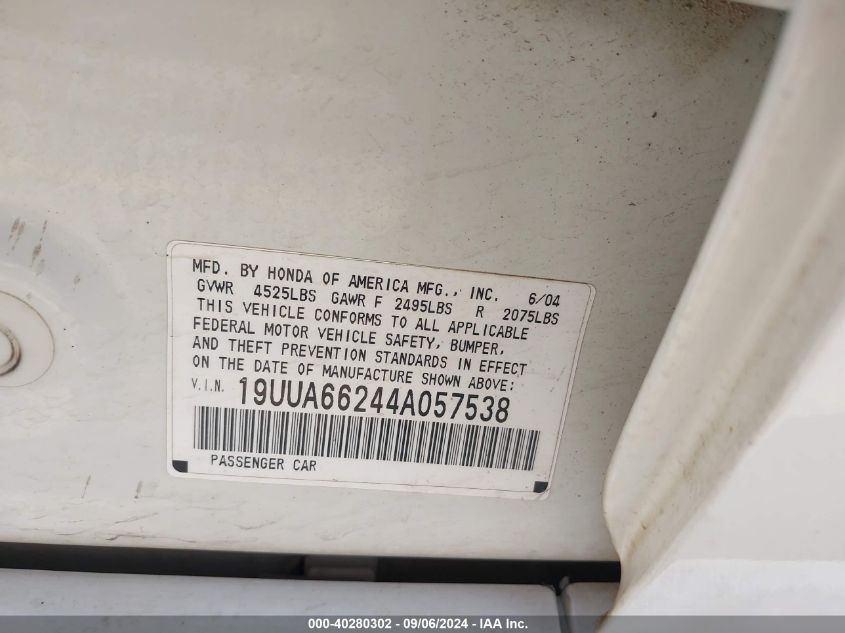 MFD. BY HONDA OF AMERICA MFG., INC. 6/04
GVWR 4525LBS GAWR F 2495LBS R 2075LBS
THIS VEHICLE CONFORMS TO ALL APPLICABLE
FEDERAL MOTOR VEHICLE SAFETY, BUMPER,
AND THEFT PREVENTION STANDARDS IN EFFECT
ON THE DATE OF MANUFACTURE SHOWN ABOVE:
V.I.N. 19UUA66244A057538
PASSENGER CAR
000-40280302 - 09/06/2024 - IAA Inc.